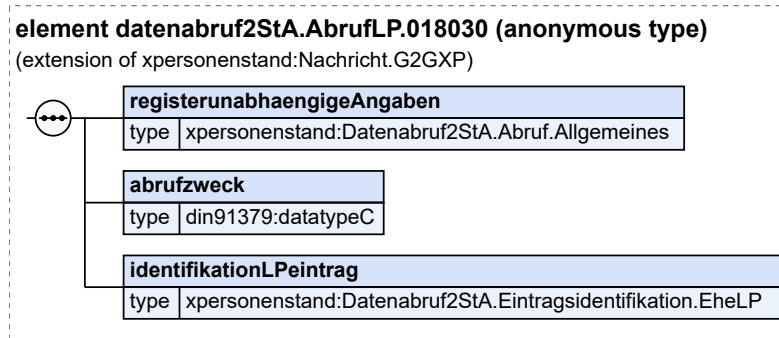 element datenabruf2StA.AbrufLP.018030 (anonymous type)
(extension of xpersonenstand:Nachricht.G2GXP)
registerunabhaengigeAngaben
type xpersonenstand:Datenabruf2StA.Abruf.Allgemeines
abrufzweck
type din91379:datatypeC
identifikationLPeintrag
type xpersonenstand:Datenabruf2StA.Eintragsidentifikation.EheLP